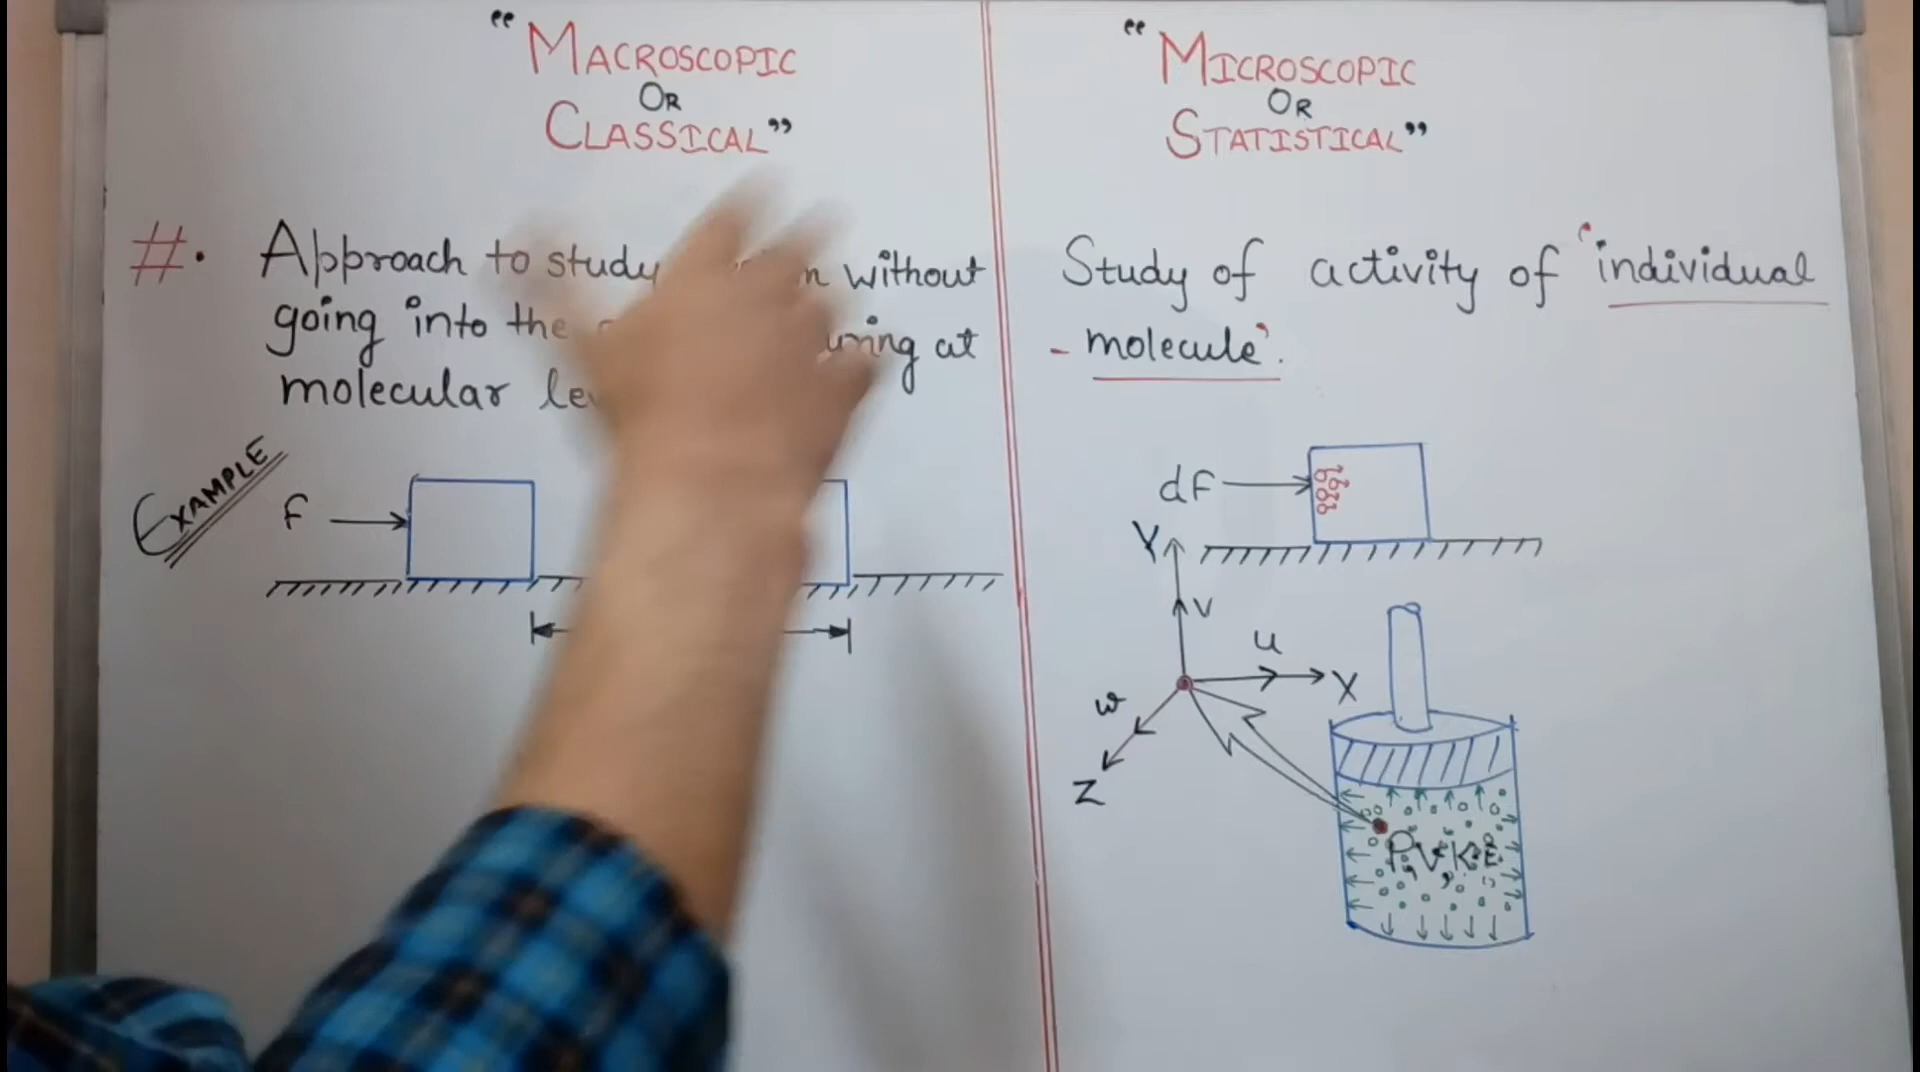 “MACROSCOPIC
OR
CLASSICAL”
#. Approach to study without
going into the at
molecular
EXAMPLE
F
“MICROSCOPIC
OR
STATISTICAL”
Study of activity of 'individual
- molecule'.
dF
Y
V
u
X
w
Z
P,V,K.E